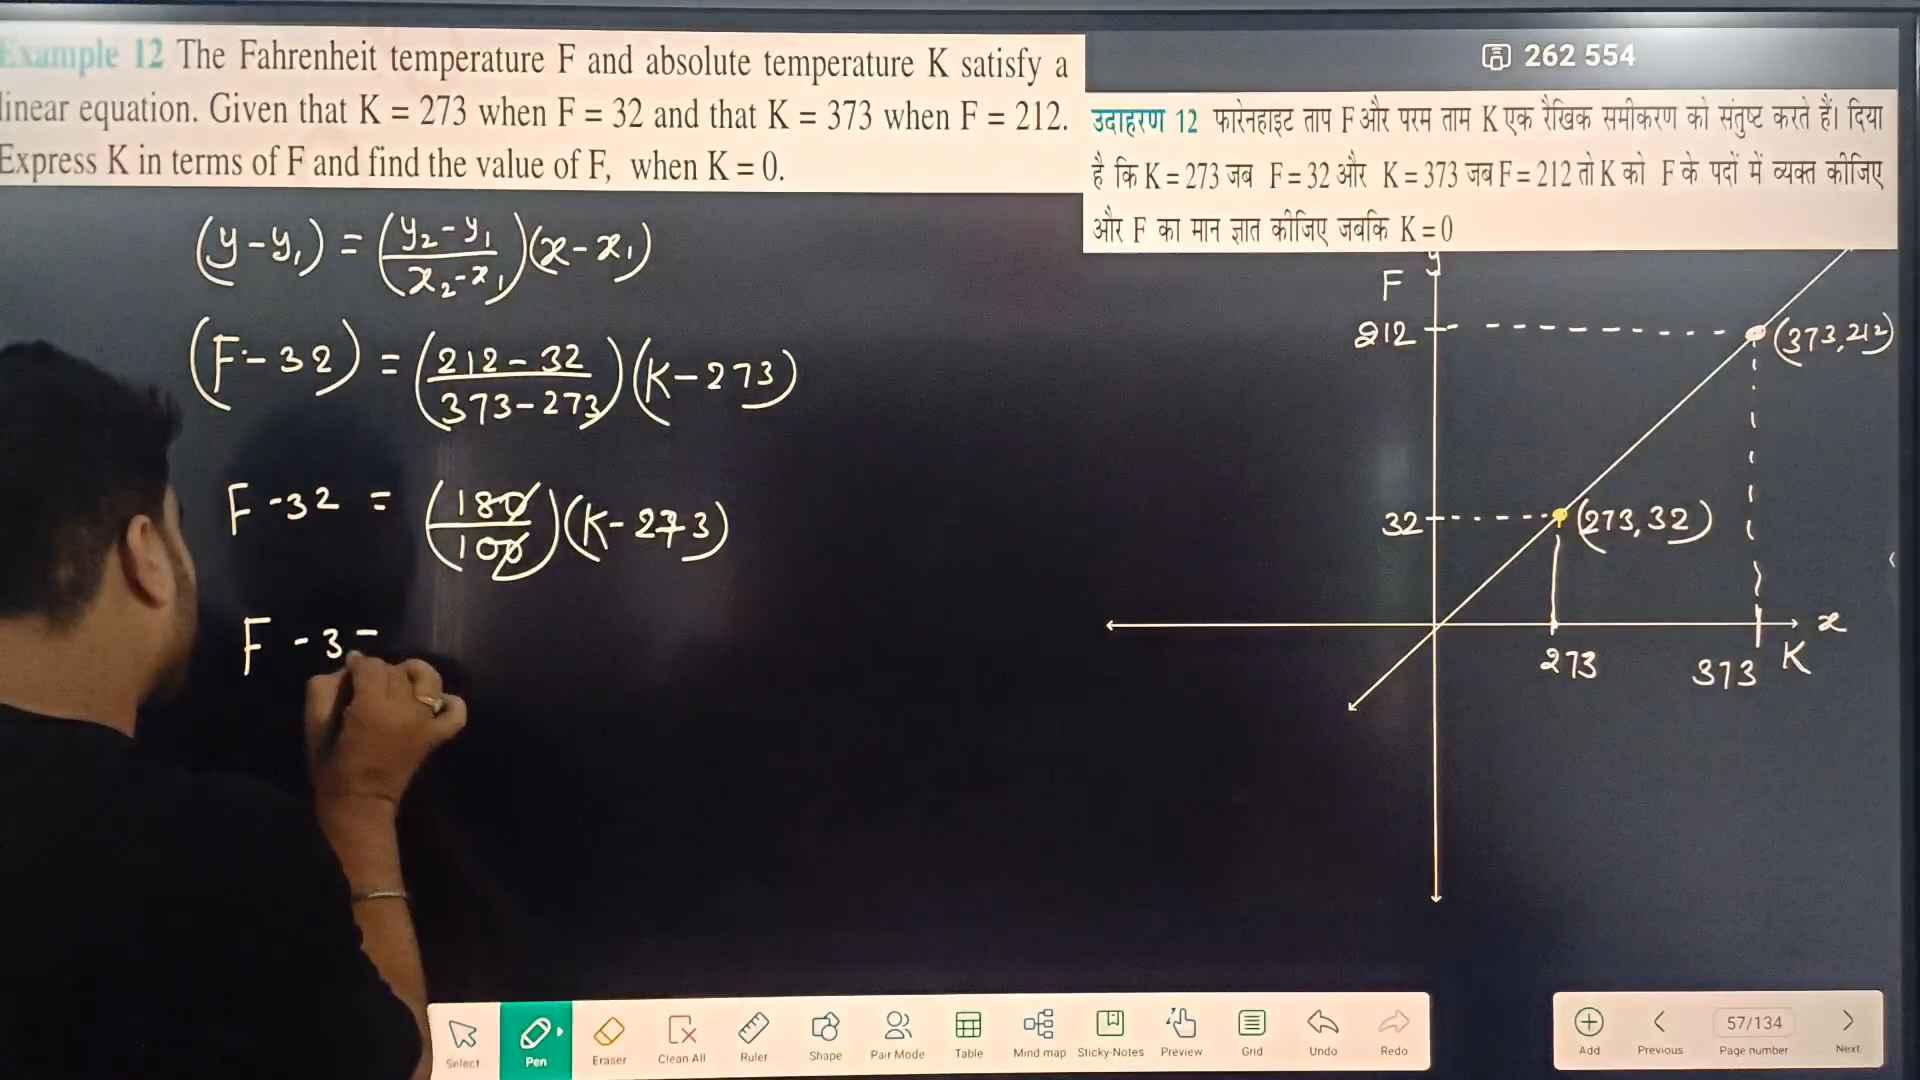 Example 12 The Fahrenheit temperature F and absolute temperature K satisfy a
linear equation. Given that K = 273 when F = 32 and that K = 373 when F = 212.
Express K in terms of F and find the value of F, when K = 0.
262 554
उदाहरण 12 फारेनहाइट ताप F और परम ताम K एक रैखिक समीकरण को संतुष्ट करते हैं। दिया
है कि K = 273 जब F = 32 और K = 373 जब F = 212 तो K को F के पदों में व्यक्त कीजिए
और F का मान ज्ञात कीजिए जबकि K = 0
(y-y₁) = (y₂-y₁/x₂-x₁)(x-x₁)
(F-32) = (212-32/373-273)(K-273)
F-32 = (180/100)(K-273)
F -3
y
F
212
(373,212)
32
(273,32)
x
273
373
K
Select
Pen
Eraser
Clean All
Ruler
Shape
Pair Mode
Table
Mind map
Sticky-Notes
Preview
Grid
Undo
Redo
Add
Previous
57/134
Page number
Next